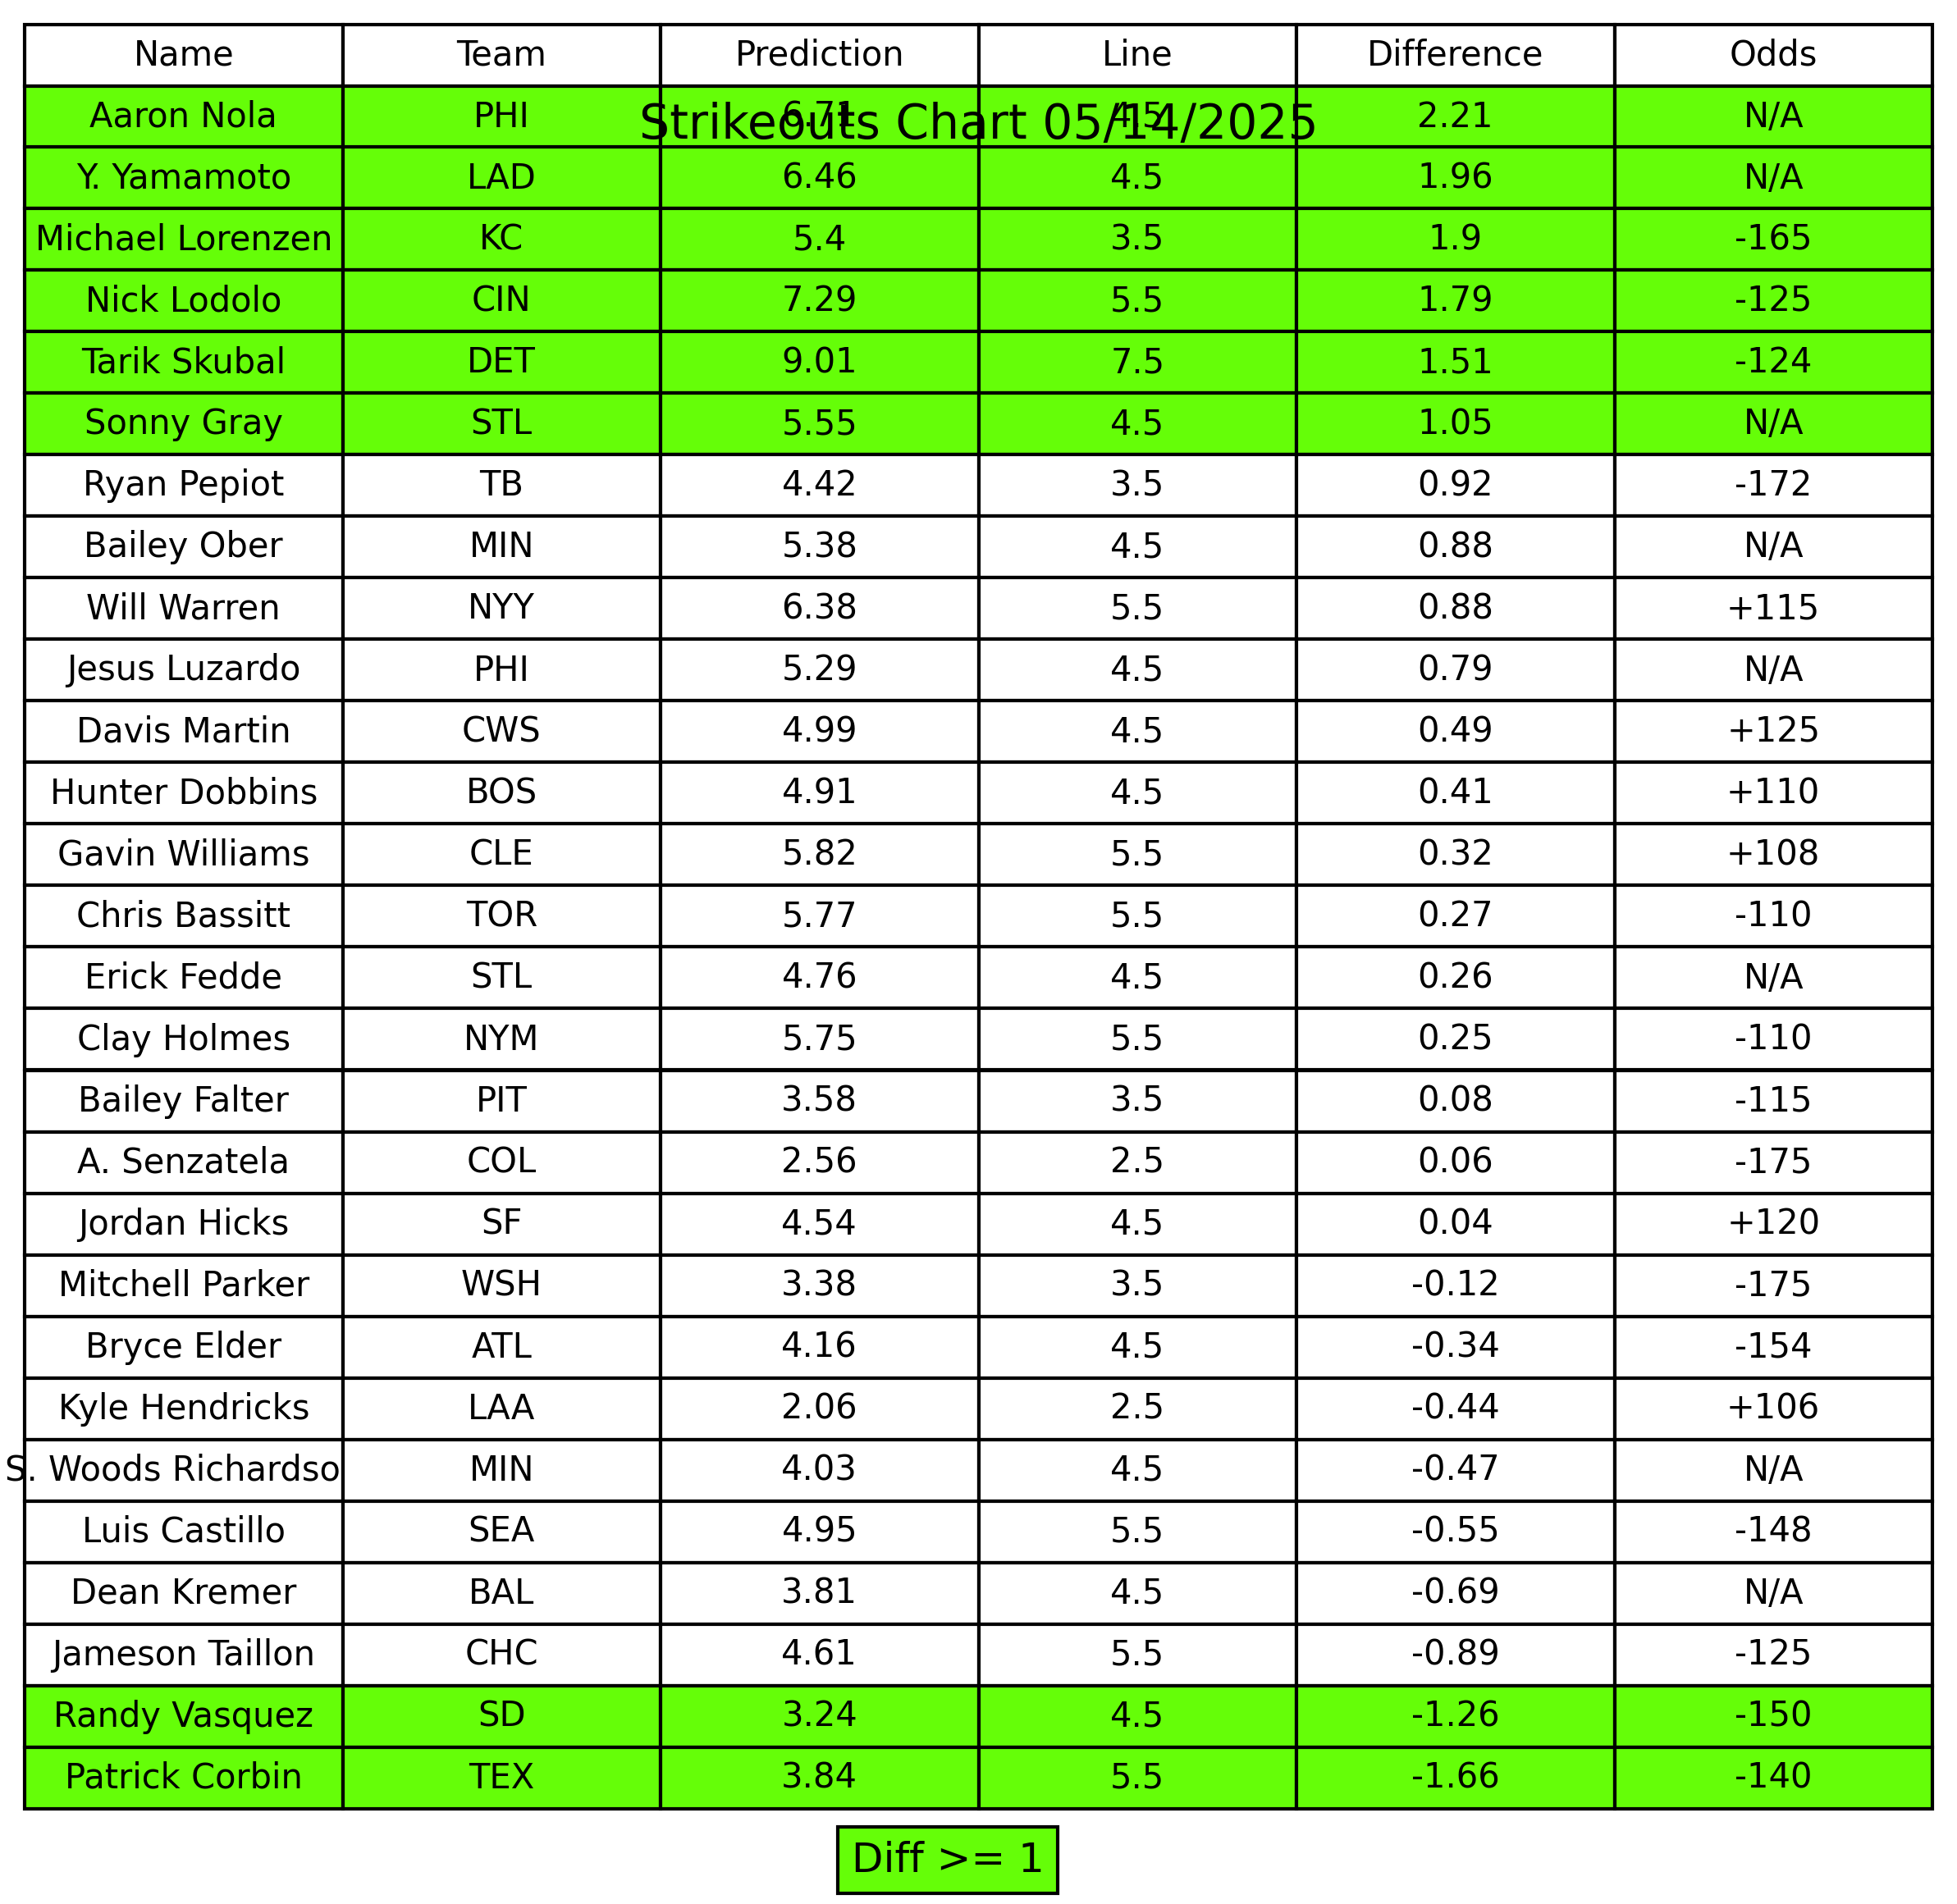 Name Team Prediction Line Difference Odds
Strikeouts Chart 05/14/2025
Aaron Nola PHI 6.71 4.5 2.21 N/A
Y. Yamamoto LAD 6.46 4.5 1.96 N/A
Michael Lorenzen KC 5.4 3.5 1.9 -165
Nick Lodolo CIN 7.29 5.5 1.79 -125
Tarik Skubal DET 9.01 7.5 1.51 -124
Sonny Gray STL 5.55 4.5 1.05 N/A
Ryan Pepiot TB 4.42 3.5 0.92 -172
Bailey Ober MIN 5.38 4.5 0.88 N/A
Will Warren NYY 6.38 5.5 0.88 +115
Jesus Luzardo PHI 5.29 4.5 0.79 N/A
Davis Martin CWS 4.99 4.5 0.49 +125
Hunter Dobbins BOS 4.91 4.5 0.41 +110
Gavin Williams CLE 5.82 5.5 0.32 +108
Chris Bassitt TOR 5.77 5.5 0.27 -110
Erick Fedde STL 4.76 4.5 0.26 N/A
Clay Holmes NYM 5.75 5.5 0.25 -110
Bailey Falter PIT 3.58 3.5 0.08 -115
A. Senzatela COL 2.56 2.5 0.06 -175
Jordan Hicks SF 4.54 4.5 0.04 +120
Mitchell Parker WSH 3.38 3.5 -0.12 -175
Bryce Elder ATL 4.16 4.5 -0.34 -154
Kyle Hendricks LAA 2.06 2.5 -0.44 +106
S. Woods Richardso MIN 4.03 4.5 -0.47 N/A
Luis Castillo SEA 4.95 5.5 -0.55 -148
Dean Kremer BAL 3.81 4.5 -0.69 N/A
Jameson Taillon CHC 4.61 5.5 -0.89 -125
Randy Vasquez SD 3.24 4.5 -1.26 -150
Patrick Corbin TEX 3.84 5.5 -1.66 -140
Diff >= 1